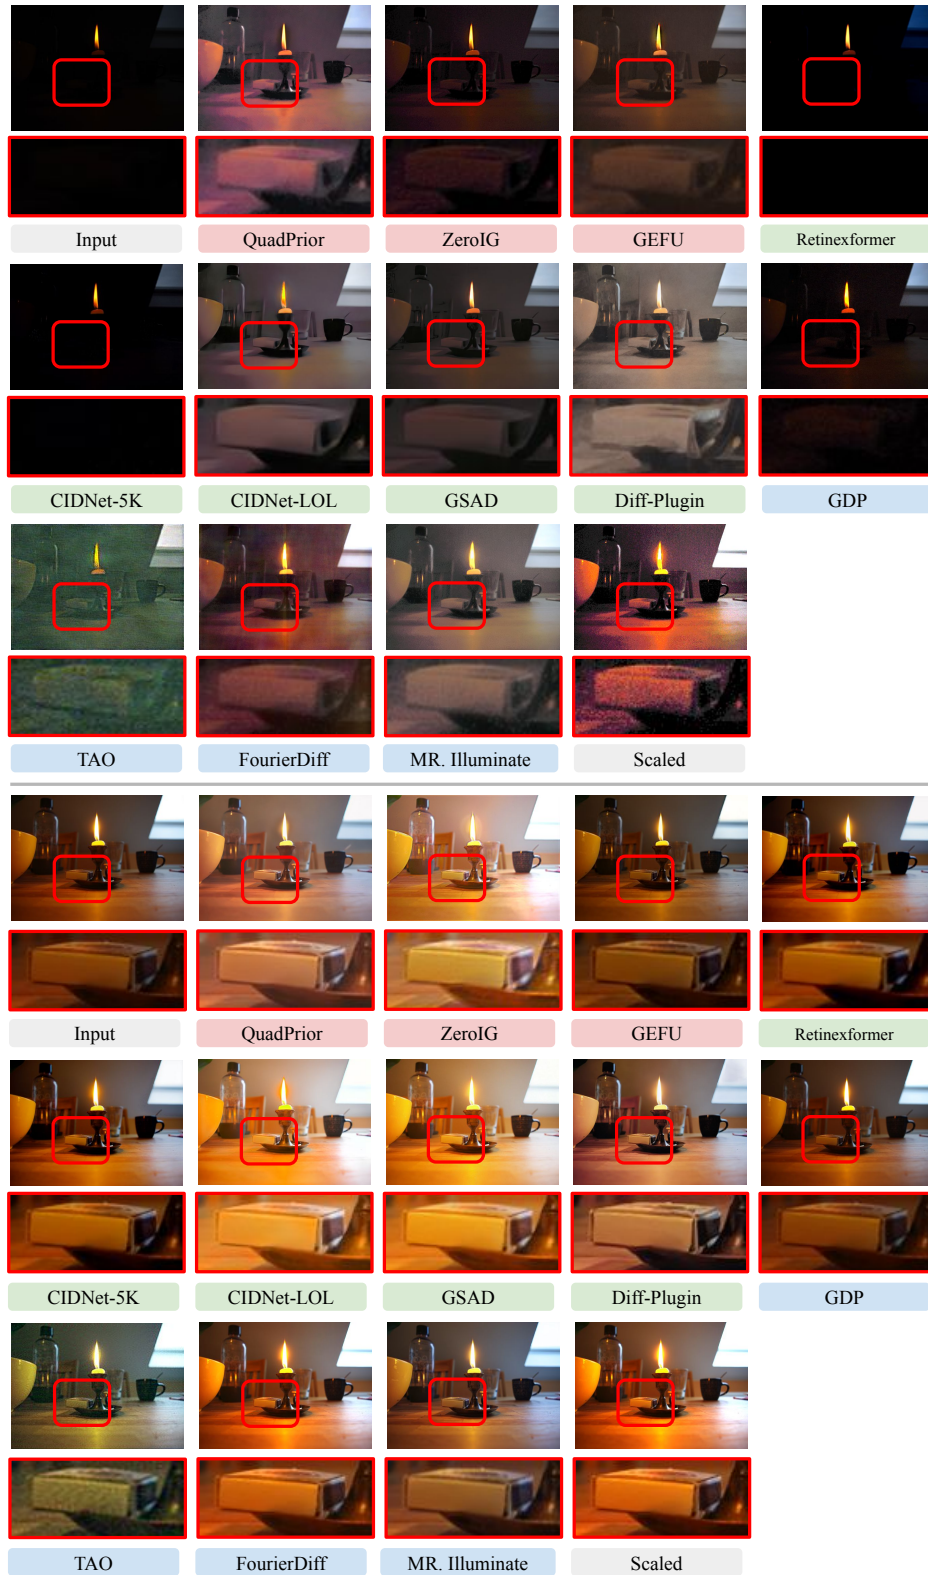 Input
QuadPrior
ZeroIG
GEFU
Retinexformer
CIDNet-5K
CIDNet-LOL
GSAD
Diff-Plugin
GDP
TAO
FourierDiff
MR. Illuminate
Scaled
Input
QuadPrior
ZeroIG
GEFU
Retinexformer
CIDNet-5K
CIDNet-LOL
GSAD
Diff-Plugin
GDP
TAO
FourierDiff
MR. Illuminate
Scaled